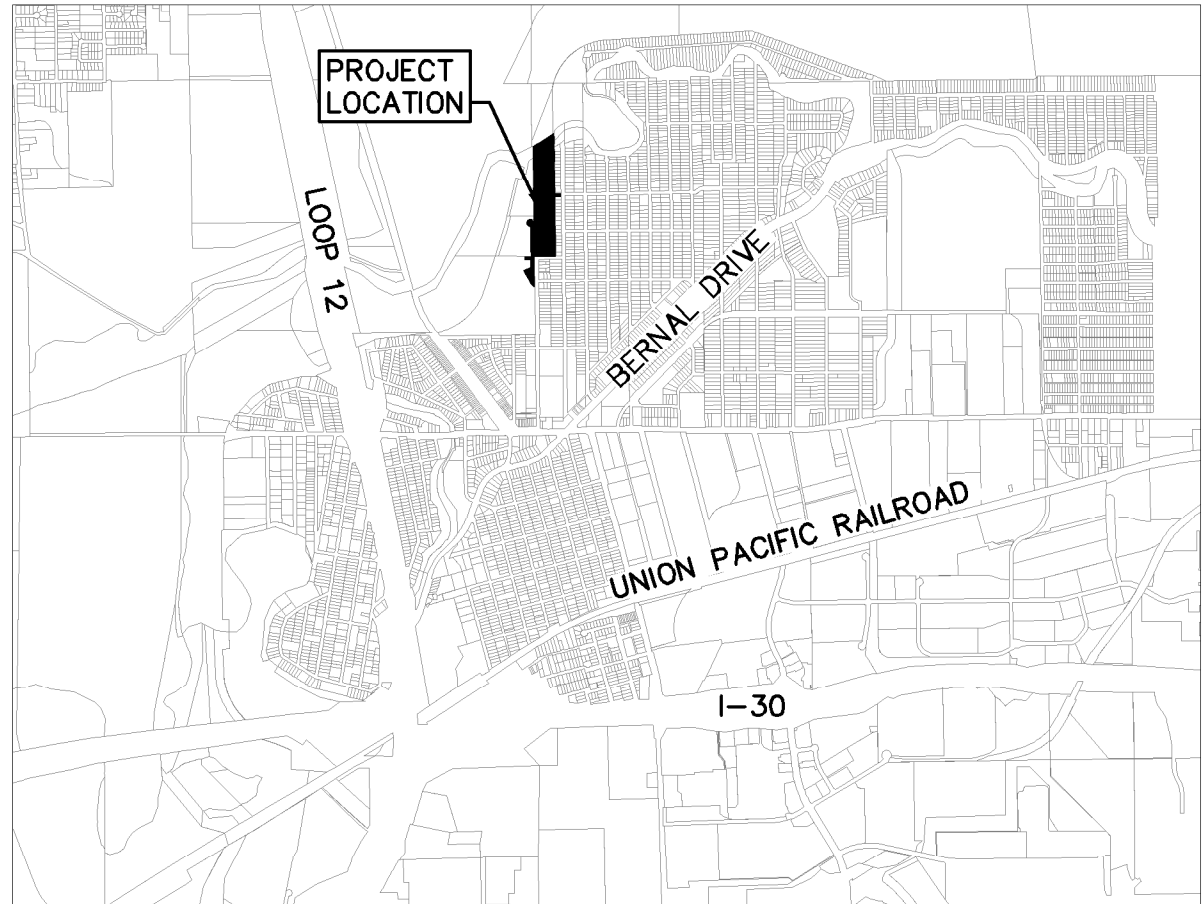 PROJECT
LOCATION
LOOP 12
BERNAL DRIVE
UNION PACIFIC RAILROAD
I-30